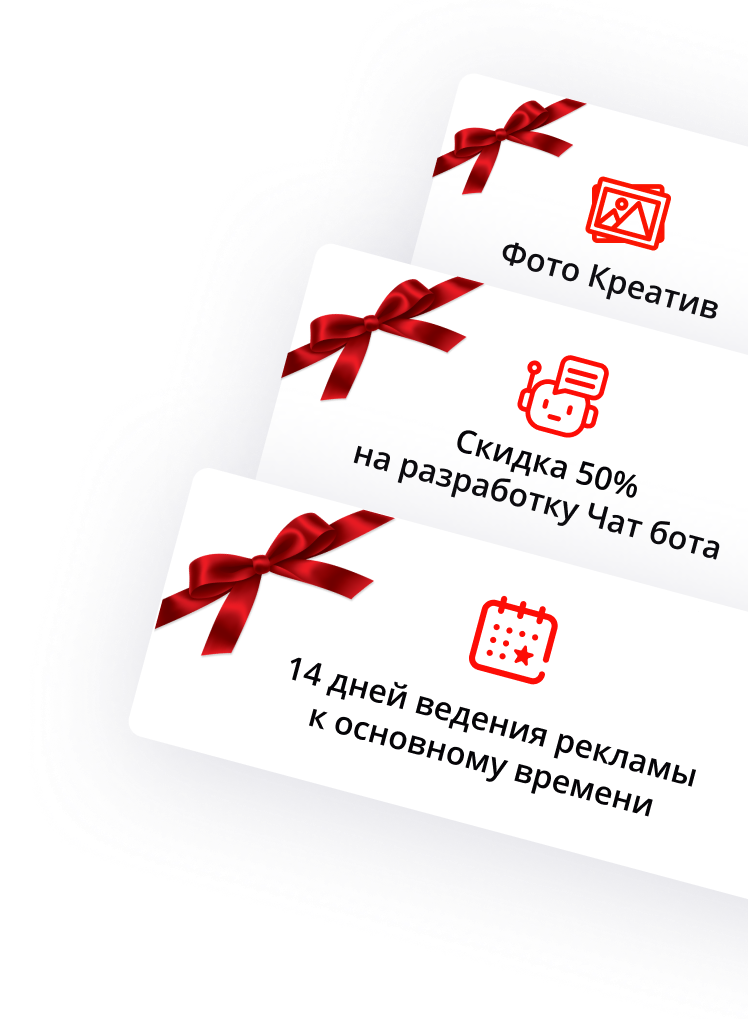 Фото Креатив
Скидка 50%
на разработку Чат бота
14 дней ведения рекламы
к основному времени